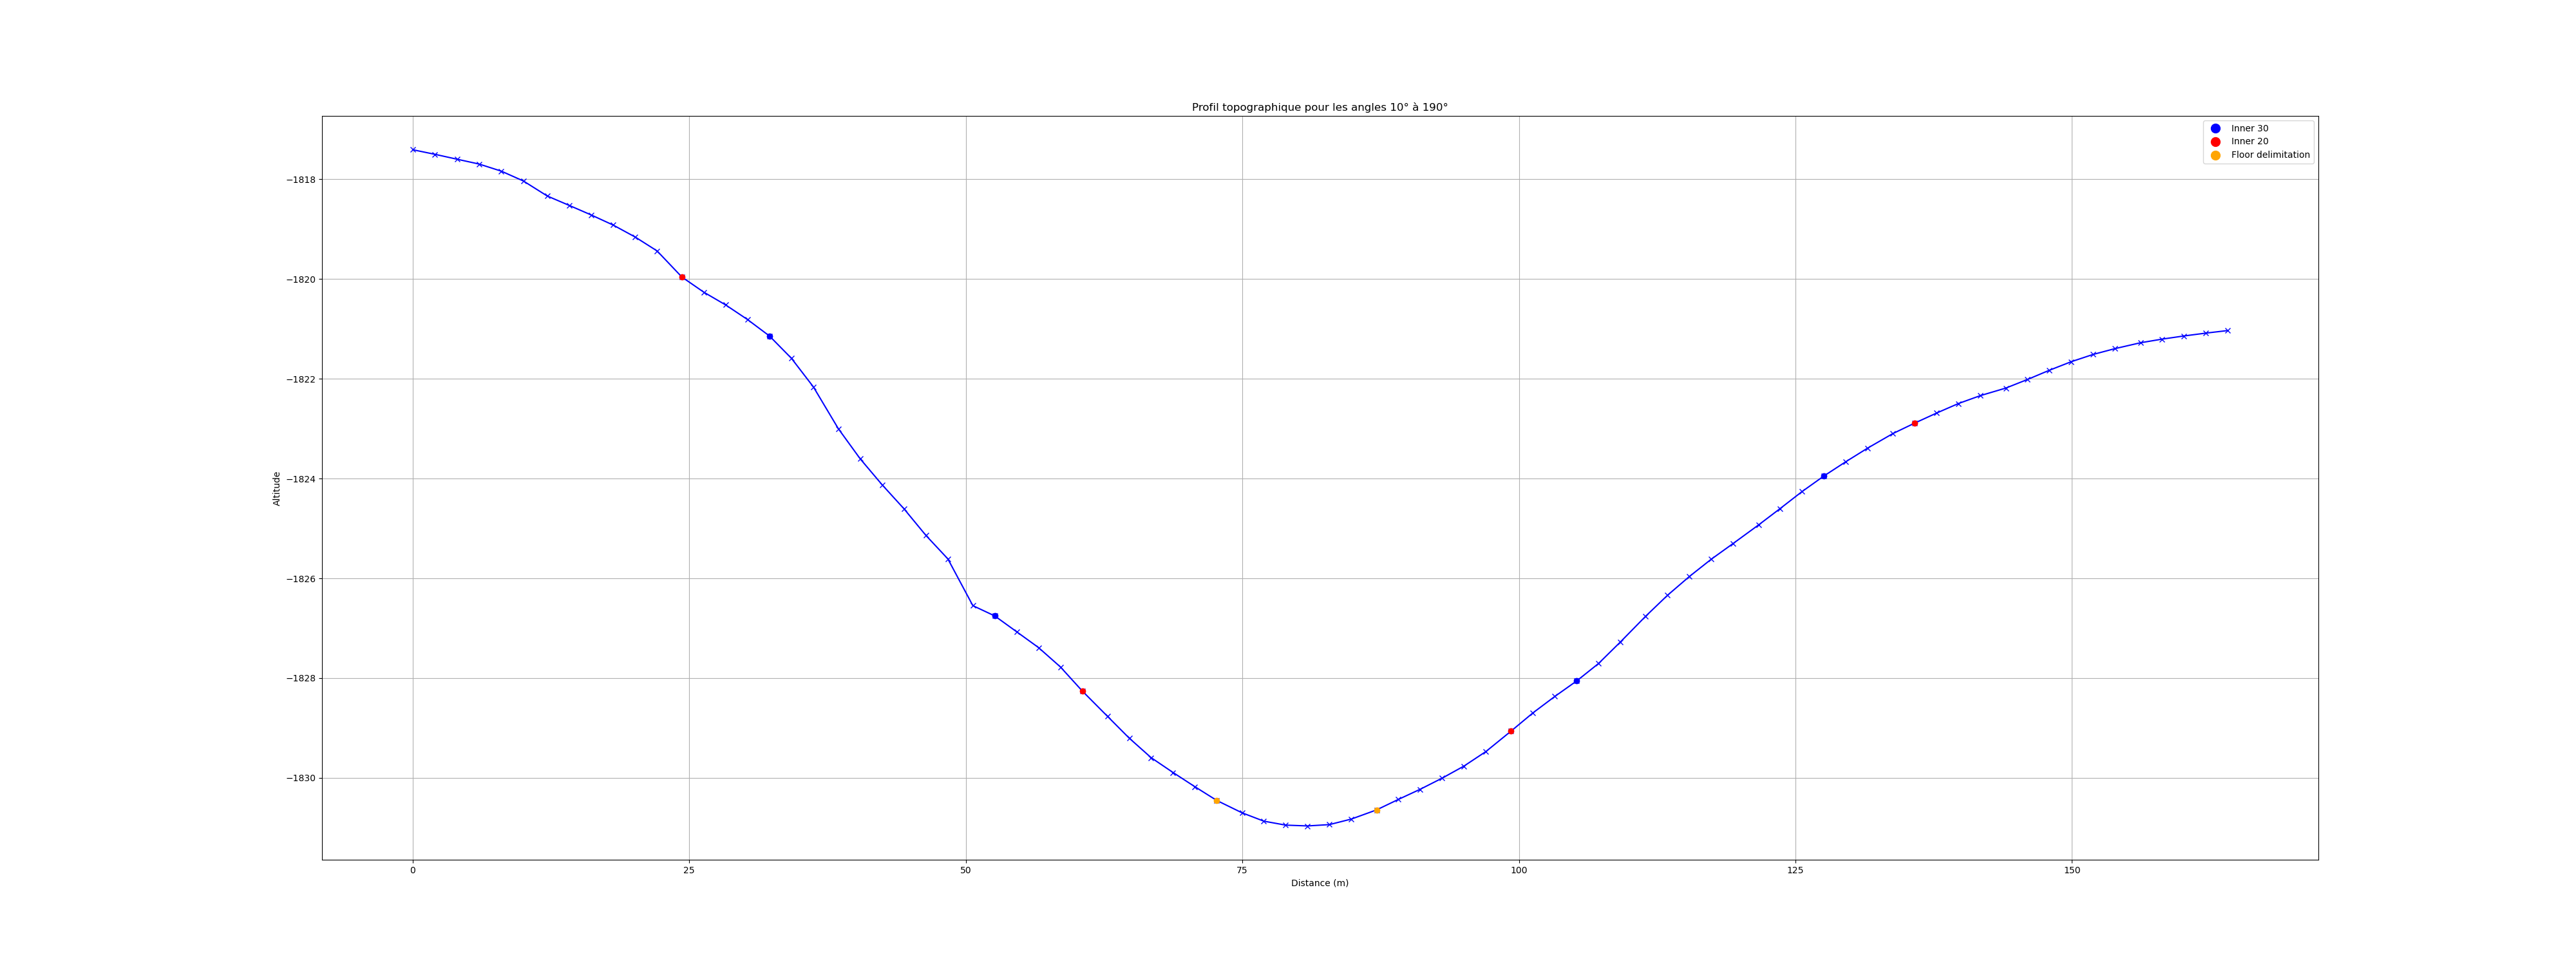 Profil topographique pour les angles 10° à 190°
Inner 30
Inner 20
Floor delimitation
−1818
−1820
−1822
−1824
−1826
−1828
−1830
Altitude
0
25
50
75
100
125
150
Distance (m)